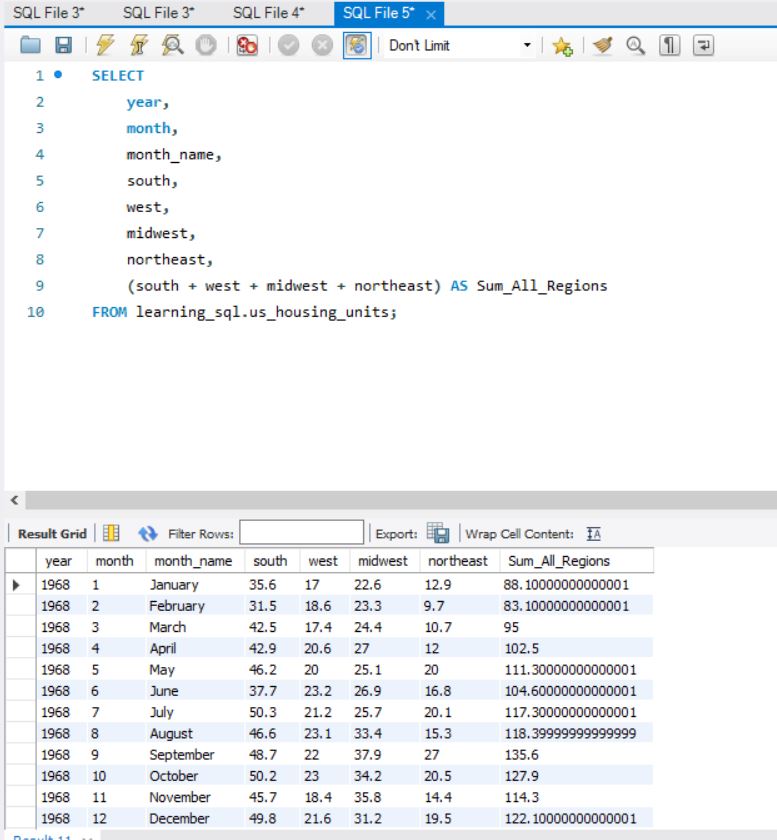 SQL File 3* SQL File 3* SQL File 4* SQL File 5*
Don't Limit
1 SELECT
2 year,
3 month,
4 month_name,
5 south,
6 west,
7 midwest,
8 northeast,
9 (south + west + midwest + northeast) AS Sum_All_Regions
10 FROM learning_sql.us_housing_units;
Result Grid Filter Rows: Export: Wrap Cell Content: IA
year month month_name south west midwest northeast Sum_All_Regions
1968 1 January 35.6 17 22.6 12.9 88.10000000000001
1968 2 February 31.5 18.6 23.3 9.7 83.10000000000001
1968 3 March 42.5 17.4 24.4 10.7 95
1968 4 April 42.9 20.6 27 12 102.5
1968 5 May 46.2 20 25.1 20 111.30000000000001
1968 6 June 37.7 23.2 26.9 16.8 104.60000000000001
1968 7 July 50.3 21.2 25.7 20.1 117.30000000000001
1968 8 August 46.6 23.1 33.4 15.3 118.39999999999999
1968 9 September 48.7 22 37.9 27 135.6
1968 10 October 50.2 23 34.2 20.5 127.9
1968 11 November 45.7 18.4 35.8 14.4 114.3
1968 12 December 49.8 21.6 31.2 19.5 122.10000000000001
Result 11